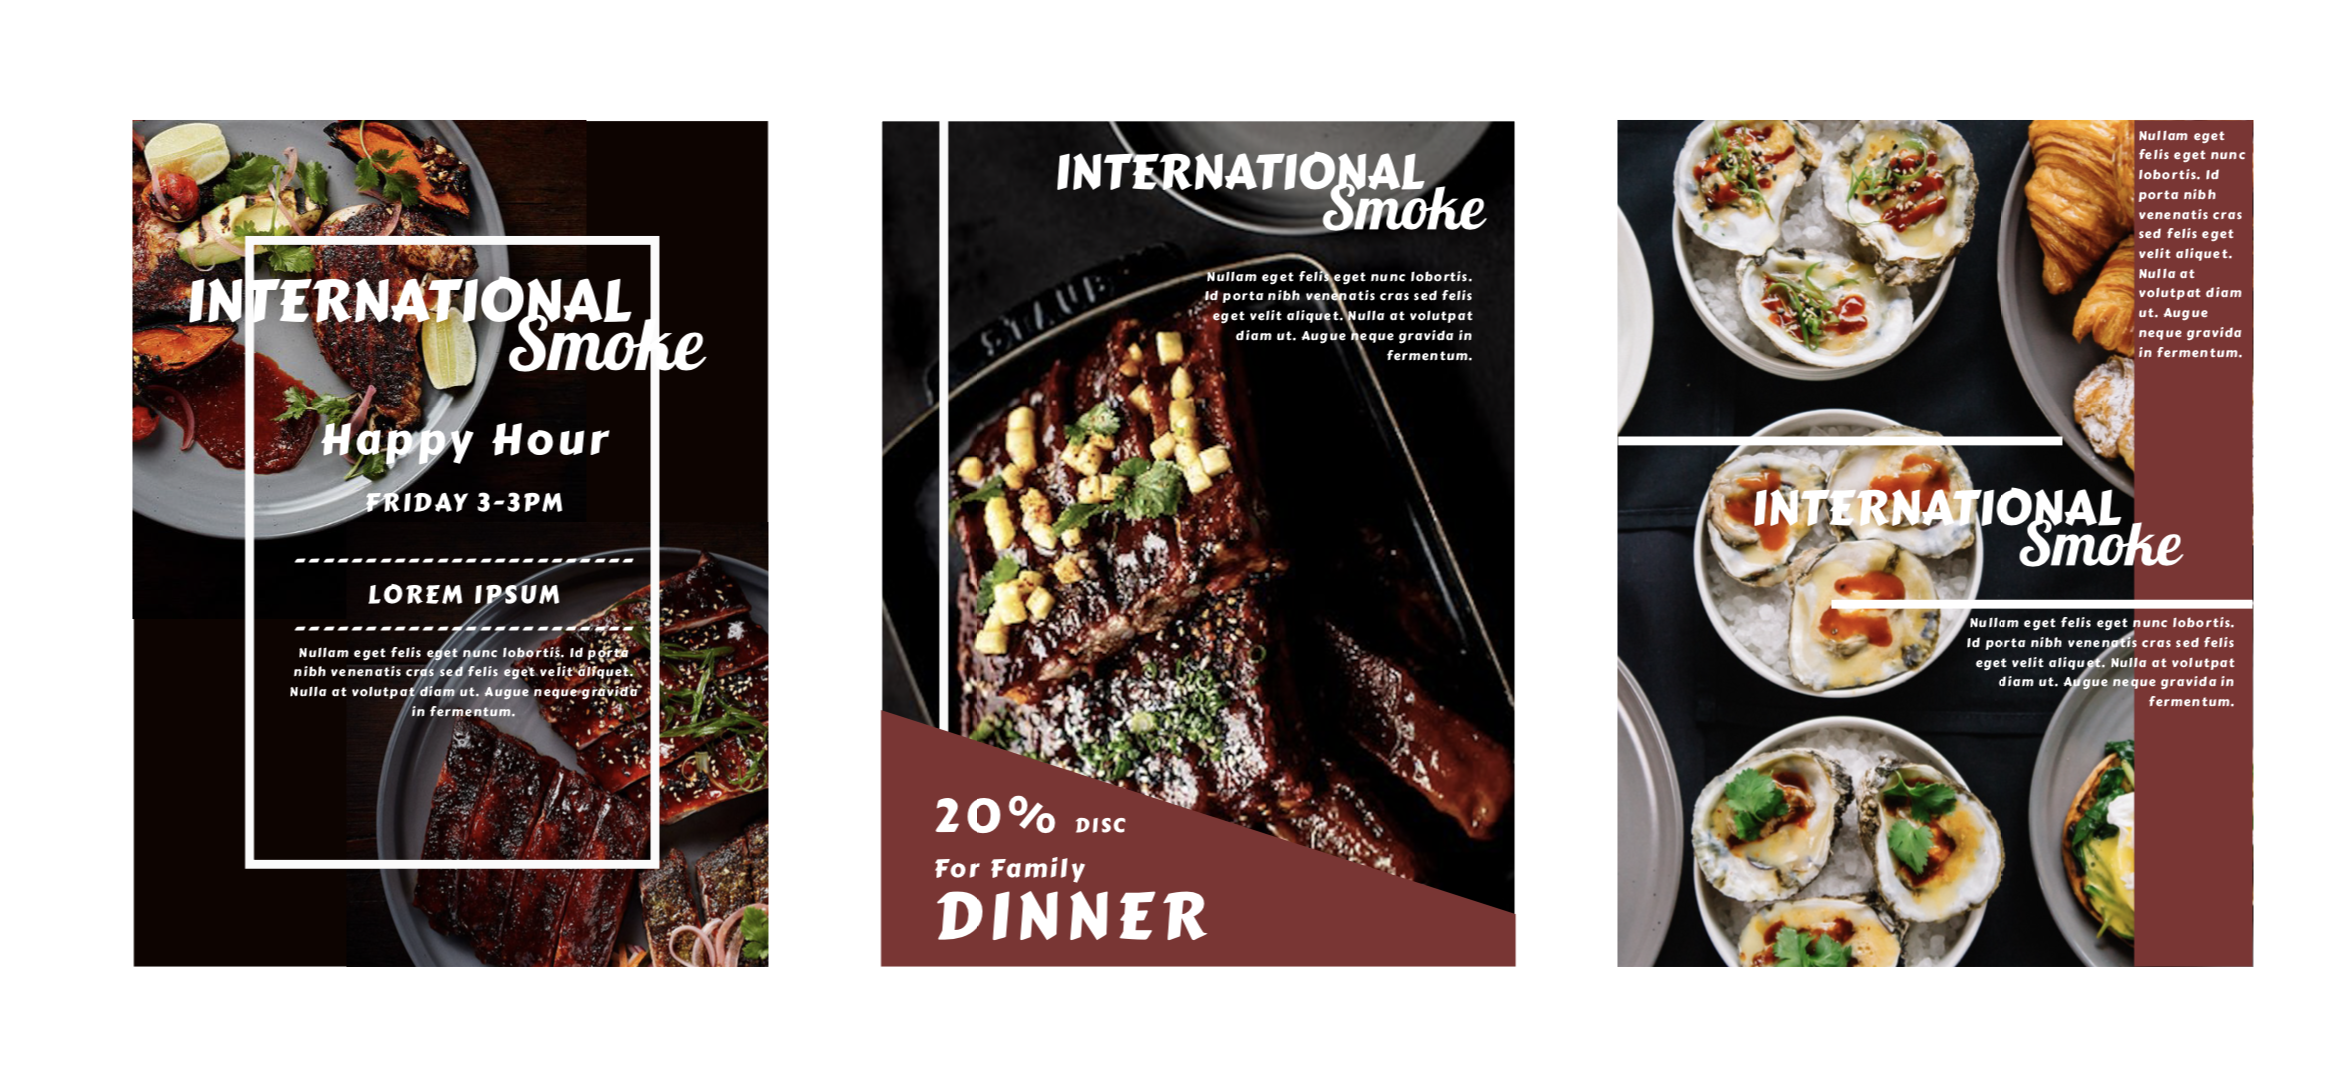 INTERNATIONAL
Smoke
Happy Hour
FRIDAY 3-3PM
LOREM IPSUM
Nullam eget felis eget nunc lobortis. Id porta
nibh venenatis cras sed felis eget velit aliquet.
Nulla at volutpat diam ut. Augue neque gravida
in fermentum.
INTERNATIONAL
Smoke
Nullam eget felis eget nunc lobortis.
Id porta nibh venenatis cras sed felis
eget velit aliquet. Nulla at volutpat
diam ut. Augue neque gravida in
fermentum.
STAUB
20% DISC
For Family
DINNER
Nullam eget
felis eget nunc
lobortis. Id
porta nibh
venenatis cras
sed felis eget
velit aliquet.
Nulla at
volutpat diam
ut. Augue
neque gravida
in fermentum.
INTERNATIONAL
Smoke
Nullam eget felis eget nunc lobortis.
Id porta nibh venenatis cras sed felis
eget velit aliquet. Nulla at volutpat
diam ut. Augue neque gravida in
fermentum.